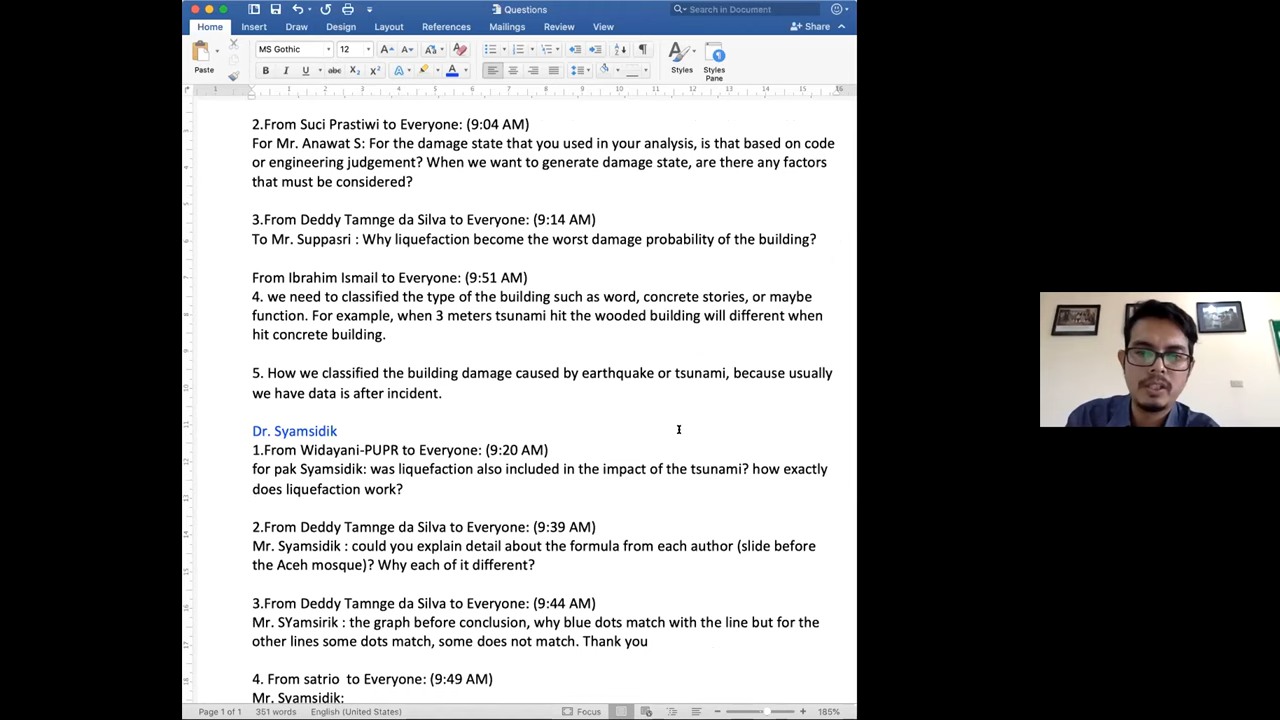 Questions
Search in Document
Home Insert Draw Design Layout References Mailings Review View
Share
MS Gothic 12
Paste
Styles
Styles Pane
2.From Suci Prastiwi to Everyone: (9:04 AM)
For Mr. Anawat S: For the damage state that you used in your analysis, is that based on code
or engineering judgement? When we want to generate damage state, are there any factors
that must be considered?
3.From Deddy Tamnge da Silva to Everyone: (9:14 AM)
To Mr. Suppasri : Why liquefaction become the worst damage probability of the building?
From Ibrahim Ismail to Everyone: (9:51 AM)
4. we need to classified the type of the building such as word, concrete stories, or maybe
function. For example, when 3 meters tsunami hit the wooded building will different when
hit concrete building.
5. How we classified the building damage caused by earthquake or tsunami, because usually
we have data is after incident.
Dr. Syamsidik
1.From Widayani-PUPR to Everyone: (9:20 AM)
for pak Syamsidik: was liquefaction also included in the impact of the tsunami? how exactly
does liquefaction work?
2.From Deddy Tamnge da Silva to Everyone: (9:39 AM)
Mr. Syamsidik : could you explain detail about the formula from each author (slide before
the Aceh mosque)? Why each of it different?
3.From Deddy Tamnge da Silva to Everyone: (9:44 AM)
Mr. SYamsirik : the graph before conclusion, why blue dots match with the line but for the
other lines some dots match, some does not match. Thank you
4. From satrio to Everyone: (9:49 AM)
Mr. Syamsidik:
Page 1 of 1 351 words English (United States) Focus 185%